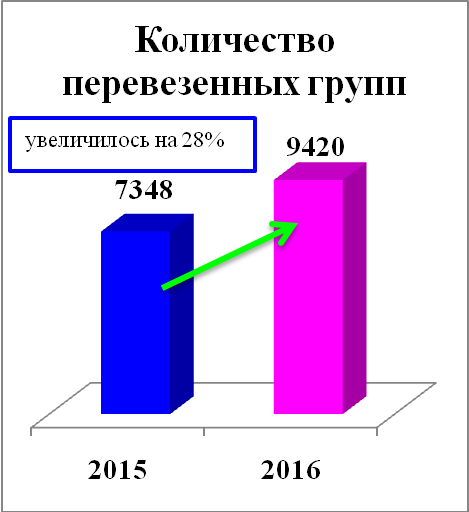 Количество
перевезенных групп
увеличилось на 28%
9420
7348
2015
2016